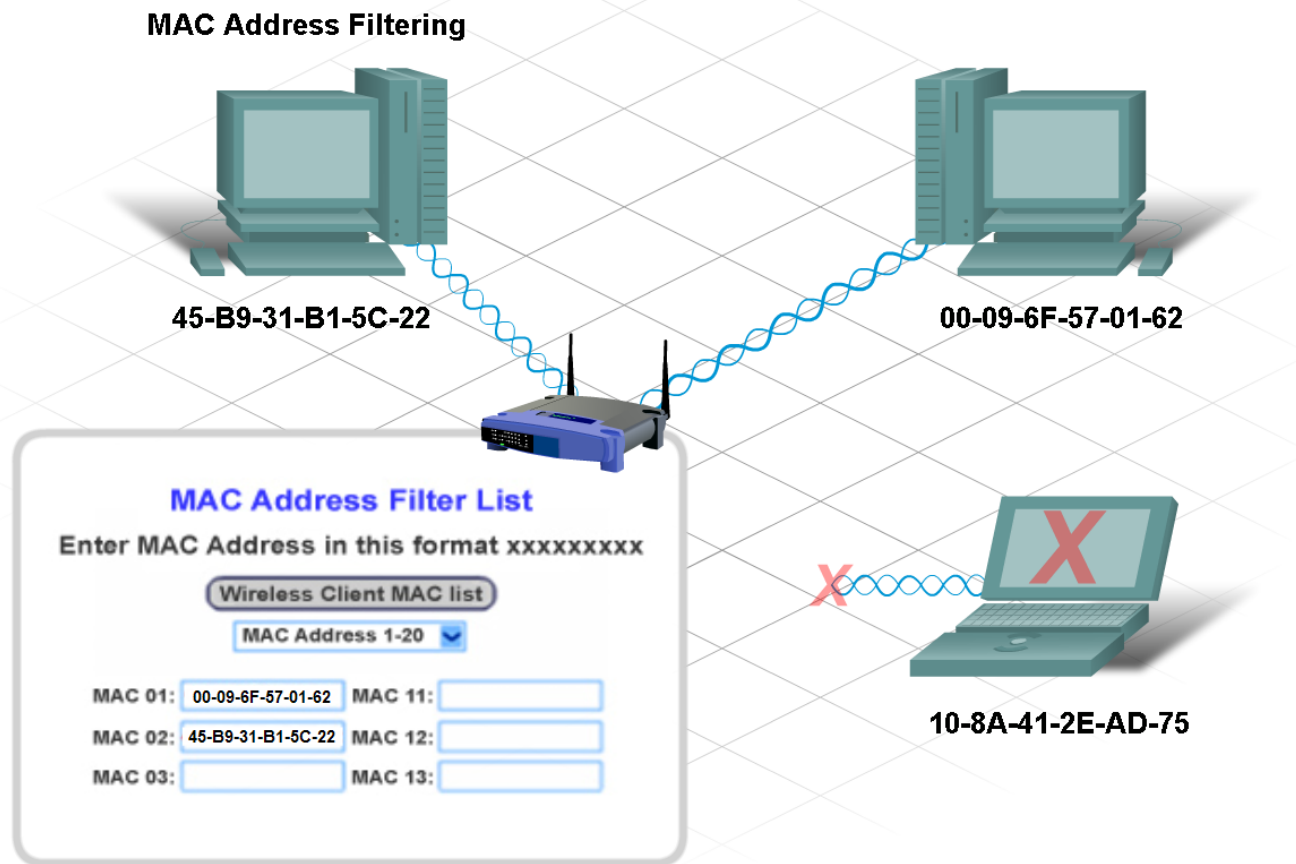 MAC Address Filtering
45-B9-31-B1-5C-22
00-09-6F-57-01-62
MAC Address Filter List
Enter MAC Address in this format xxxxxxxxx
Wireless Client MAC list
MAC Address 1-20
MAC 01: 00-09-6F-57-01-62 MAC 11:
MAC 02: 45-B9-31-B1-5C-22 MAC 12:
MAC 03: MAC 13:
X
X
10-8A-41-2E-AD-75